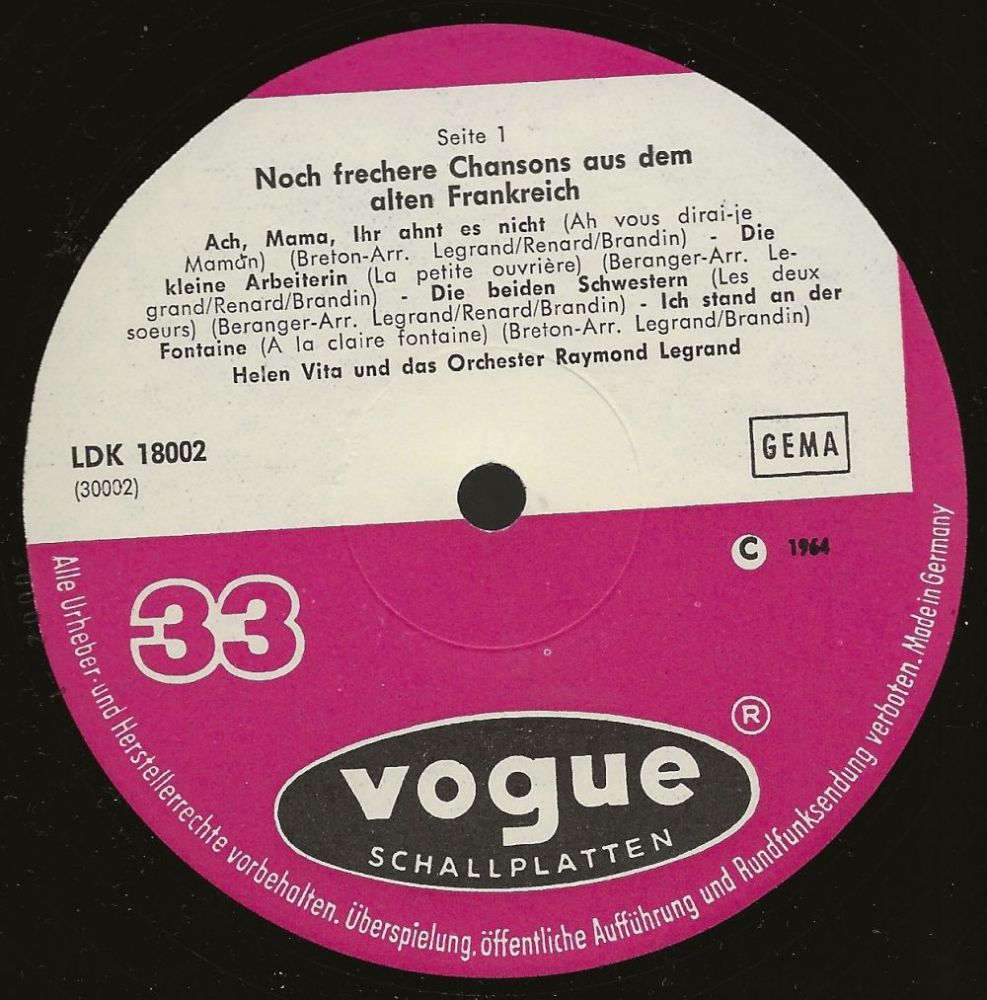 Seite 1
Noch frechere Chansons aus dem
alten Frankreich
Ach, Mama, Ihr ahnt es nicht (Ah vous dirai-je
Maman) (Breton-Arr. Legrand/Renard/Brandin) - Die
kleine Arbeiterin (La petite ouvrière) (Beranger-Arr. Le-
grand/Renard/Brandin) - Die beiden Schwestern (Les deux
soeurs) (Beranger-Arr. Legrand/Renard/Brandin) - Ich stand an der
Fontaine (A la claire fontaine) (Breton-Arr. Legrand/Brandin)
Helen Vita und das Orchester Raymond Legrand
LDK 18002
(30002)
GEMA
C 1964
33
vogue ®
SCHALLPLATTEN
Alle Urheber- und Herstellerrechte vorbehalten. Überspielung, öffentliche Aufführung und Rundfunksendung verboten. Made in Germany